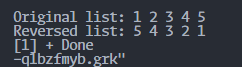 Original list: 1 2 3 4 5
Reversed list: 5 4 3 2 1
[1] + Done
-qlbzfmyb.grk"